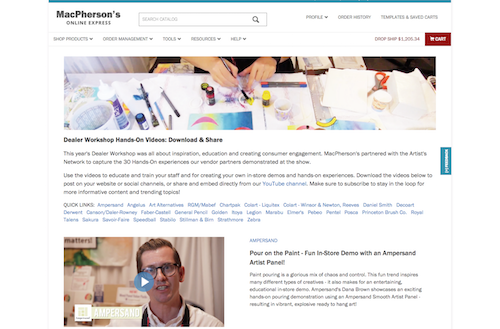 MacPherson's
ONLINE EXPRESS
SEARCH CATALOG
PROFILE
ORDER HISTORY
TEMPLATES & SAVED CARTS
SHOP PRODUCTS
ORDER MANAGEMENT
TOOLS
RESOURCES
HELP
DROP SHIP $1,205.34
CART
Dealer Workshop Hands-On Videos: Download & Share
This year's Dealer Workshop was all about inspiration, education and creating consumer engagement. MacPherson's partnered with the Artist's
Network to capture the 30 Hands-On experiences our vendor partners demonstrated at the show.
Use the videos to educate and train your staff and for creating your own in-store demos and hands-on experiences. Download the videos below to
post on your website or social channels, or share and embed directly from our YouTube channel. Make sure to subscribe to stay in the loop for
more informative content and trending topics!
QUICK LINKS: Ampersand Angelus Art Alternatives RGM/Mabef Chartpak Colart - Liquitex Colart - Winsor & Newton, Reeves Daniel Smith Decoart
Derwent Canson/Daler-Rowney Faber-Castell General Pencil Golden Iloya Legion Marabu Elmer's Pebeo Pentel Posca Princeton Brush Co. Royal
Talens Sakura Savoir-Faire Speedball Stabilo Stillman & Birn Strathmore Zebra
matters!
AMPERSAND
AMPERSAND
Pour on the Paint - Fun In-Store Demo with an Ampersand
Artist Panel!
Paint pouring is a glorious mix of chaos and control. This fun trend inspires
many different types of creatives - it also makes for an entertaining,
educational in-store demo. Ampersand's Dana Brown showcases an exciting
hands-on pouring demonstration using an Ampersand Smooth Artist Panel -
resulting in vibrant, explosive ready to hang art!